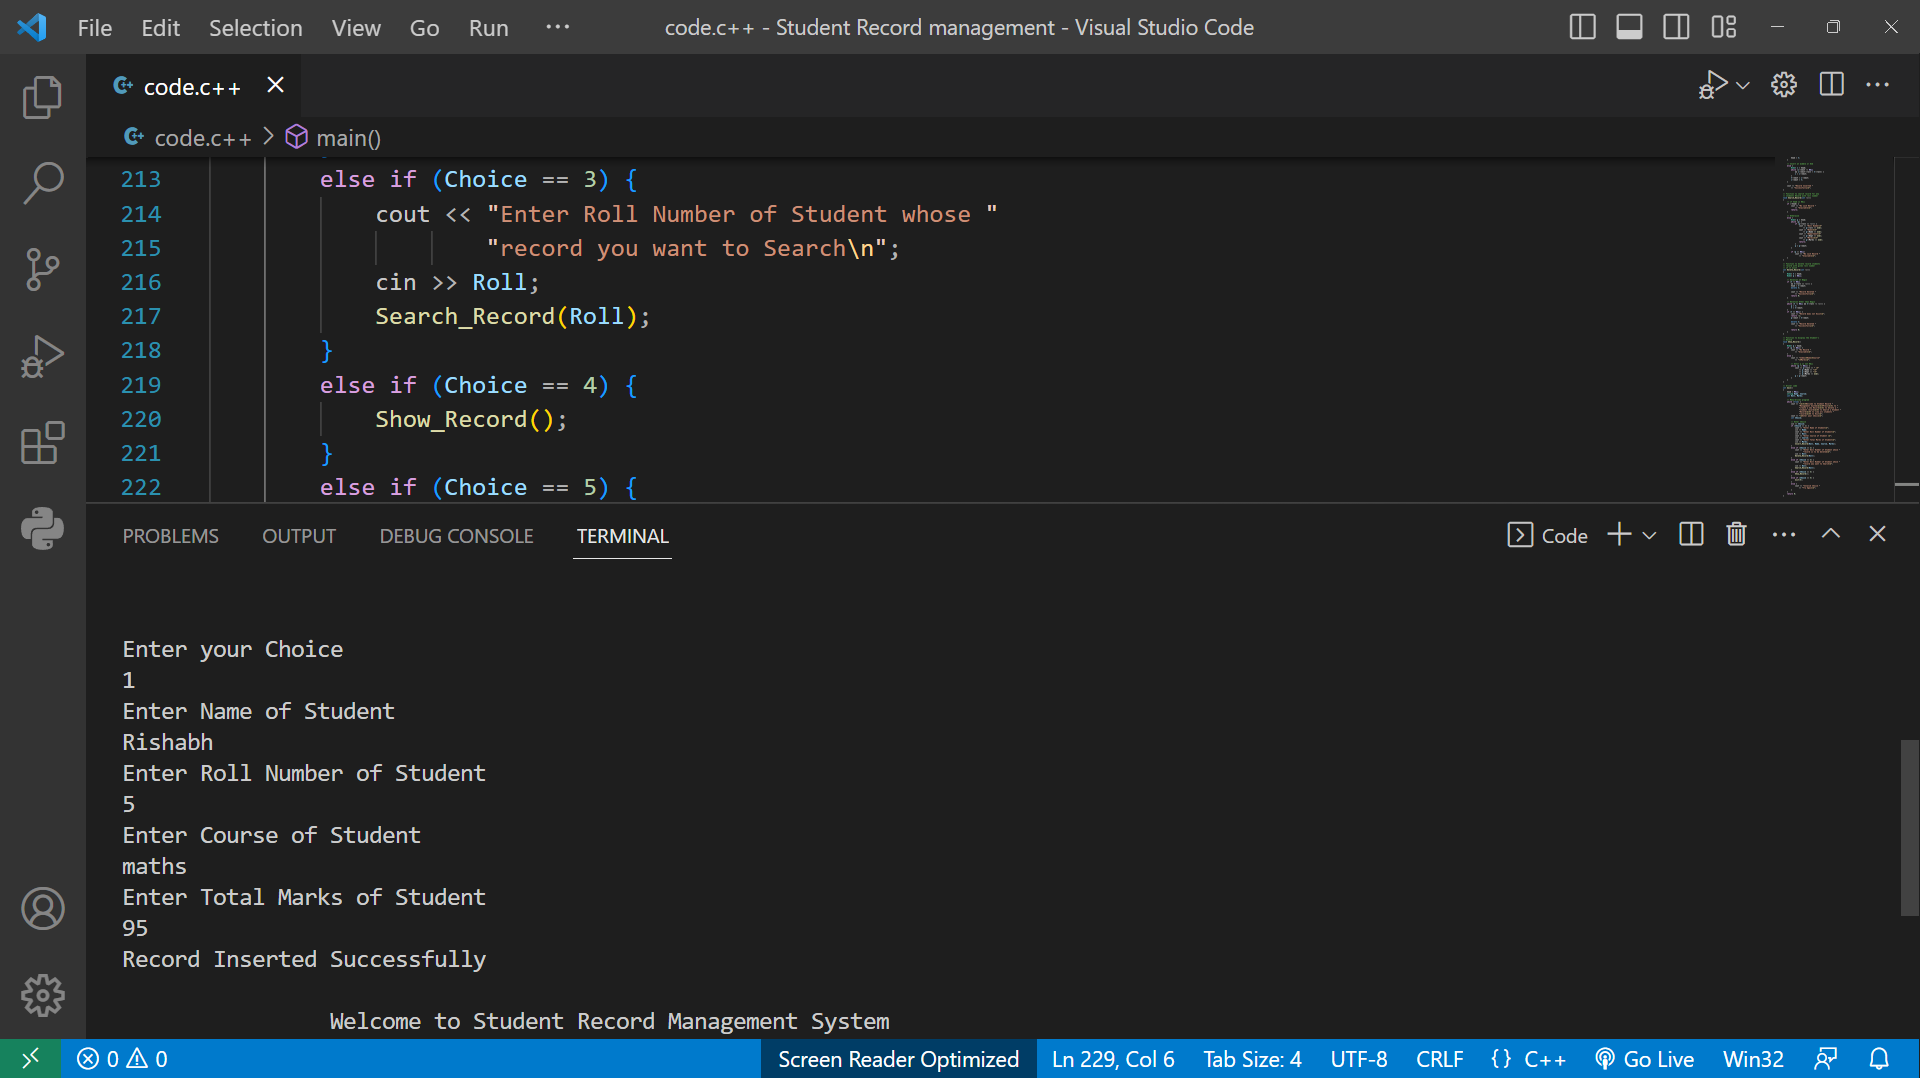 File Edit Selection View Go Run ··· code.c++ - Student Record management - Visual Studio Code
code.c++
code.c++ > main()
213 else if (Choice == 3) {
214 cout << "Enter Roll Number of Student whose "
215 "record you want to Search\n";
216 cin >> Roll;
217 Search_Record(Roll);
218 }
219 else if (Choice == 4) {
220 Show_Record();
221 }
222 else if (Choice == 5) {
PROBLEMS OUTPUT DEBUG CONSOLE TERMINAL Code
Enter your Choice
1
Enter Name of Student
Rishabh
Enter Roll Number of Student
5
Enter Course of Student
maths
Enter Total Marks of Student
95
Record Inserted Successfully
Welcome to Student Record Management System
0 0 Screen Reader Optimized Ln 229, Col 6 Tab Size: 4 UTF-8 CRLF {} C++ Go Live Win32